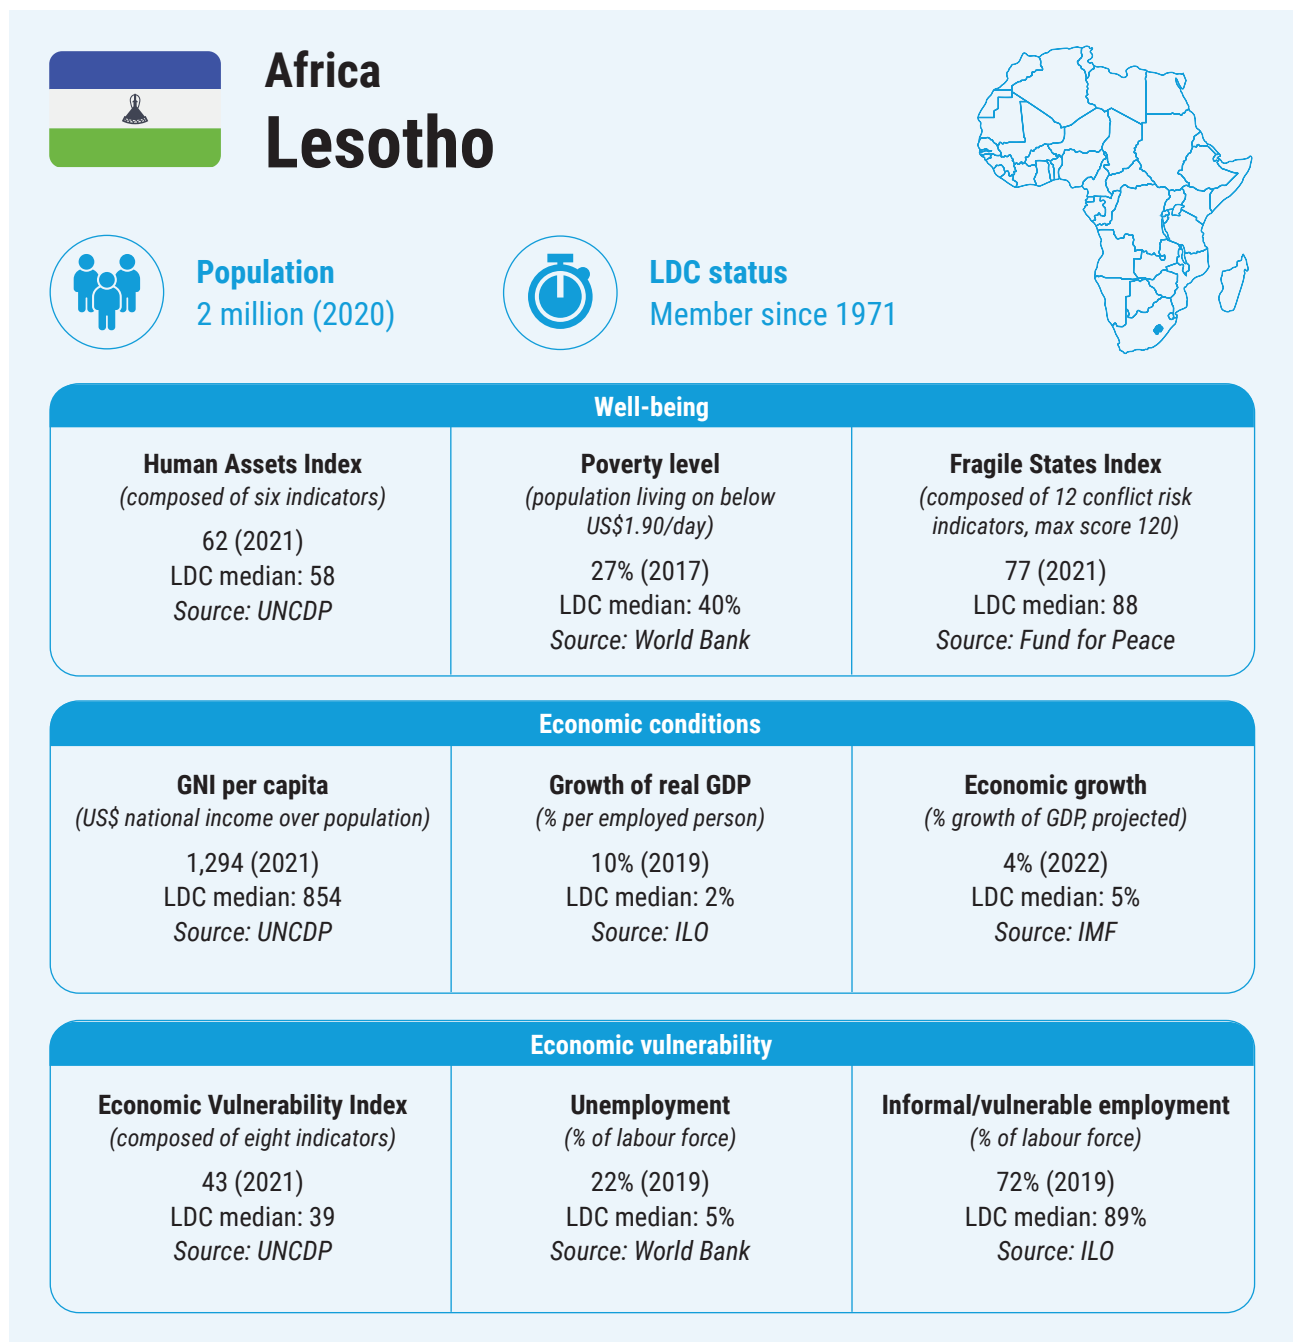 Africa
Lesotho
Population
2 million (2020)
LDC status
Member since 1971
Well-being
Human Assets Index
(composed of six indicators)
62 (2021)
LDC median: 58
Source: UNCDP
Poverty level
(population living on below
US$1.90/day)
27% (2017)
LDC median: 40%
Source: World Bank
Fragile States Index
(composed of 12 conflict risk
indicators, max score 120)
77 (2021)
LDC median: 88
Source: Fund for Peace
Economic conditions
GNI per capita
(US$ national income over population)
1,294 (2021)
LDC median: 854
Source: UNCDP
Growth of real GDP
(% per employed person)
10% (2019)
LDC median: 2%
Source: ILO
Economic growth
(% growth of GDP, projected)
4% (2022)
LDC median: 5%
Source: IMF
Economic vulnerability
Economic Vulnerability Index
(composed of eight indicators)
43 (2021)
LDC median: 39
Source: UNCDP
Unemployment
(% of labour force)
22% (2019)
LDC median: 5%
Source: World Bank
Informal/vulnerable employment
(% of labour force)
72% (2019)
LDC median: 89%
Source: ILO